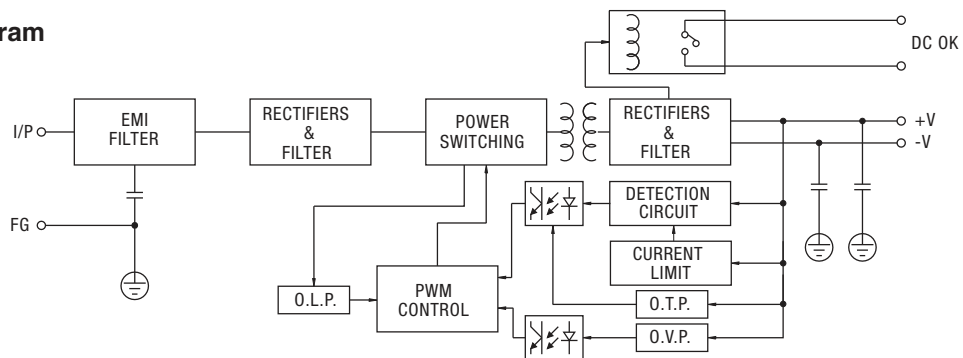 ram
DC OK
I/P
EMI
FILTER
RECTIFIERS
&
FILTER
POWER
SWITCHING
RECTIFIERS
&
FILTER
+V
-V
FG
DETECTION
CIRCUIT
CURRENT
LIMIT
O.L.P.
PWM
CONTROL
O.T.P.
O.V.P.